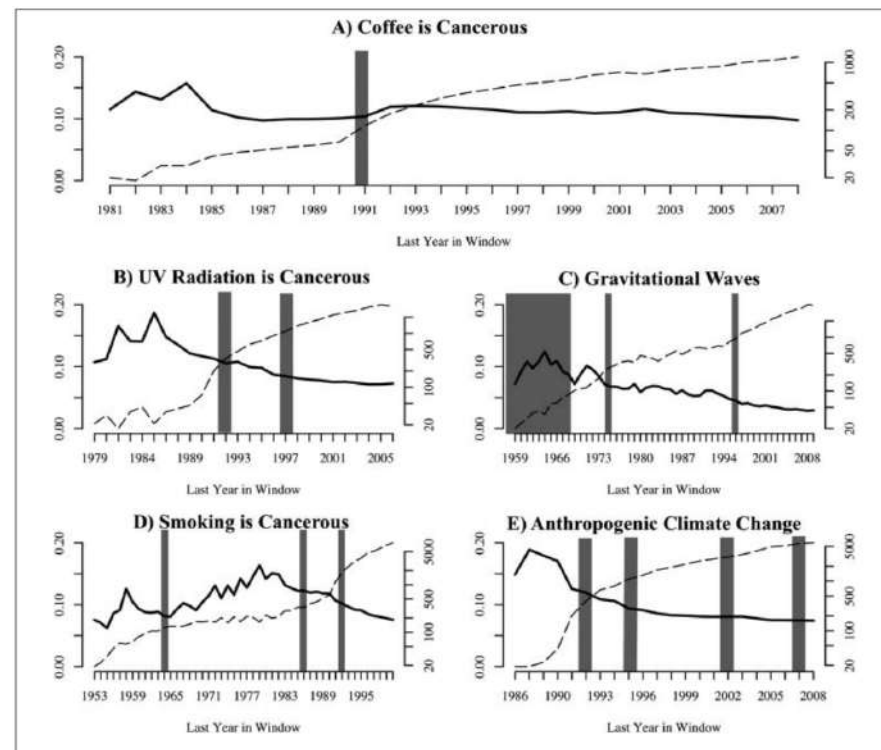 A) Coffee is Cancerous
0.20
0.10
0.00
1000
200
50
20
1981 1983 1985 1987 1989 1991 1993 1995 1997 1999 2001 2002 2003 2005 2007
Last Year in Window
B) UV Radiation is Cancerous
0.20
0.10
0.00
500
100
20
1979 1984 1989 1993 1997 2001 2005
Last Year in Window
C) Gravitational Waves
0.20
0.10
0.00
500
100
20
1959 1966 1973 1980 1987 1994 2001 2008
Last Year in Window
D) Smoking is Cancerous
0.20
0.10
0.00
5000
500
100
20
1953 1959 1965 1971 1977 1983 1989 1995
Last Year in Window
E) Anthropogenic Climate Change
0.20
0.10
0.00
5000
500
100
20
1986 1990 1993 1996 1999 2002 2005 2008
Last Year in Window